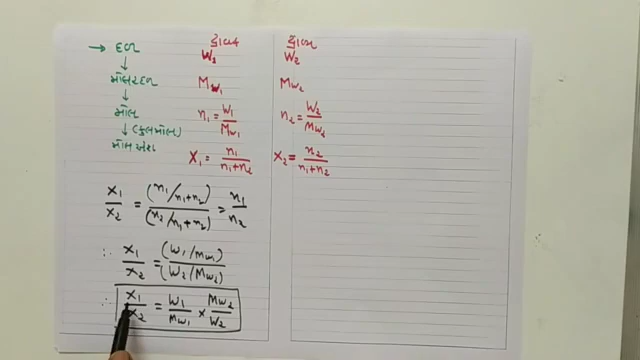 → દળ દ્રાવક દ્રાવ્ય
↓ W₁ W₂
મોલર દળ Mw₁ Mw₂
↓
મોલ n₁ = W₁/Mw₁ n₂ = W₂/Mw₂
↓ (કુલ મોલ)
મોલ અંશ X₁ = n₁/n₁+n₂ X₂ = n₂/n₁+n₂
X₁/X₂ = (n₁/n₁+n₂)/(n₂/n₁+n₂) = n₁/n₂
∴ X₁/X₂ = (W₁/Mw₁)/(W₂/Mw₂)
∴ X₁/X₂ = W₁/Mw₁ × Mw₂/W₂